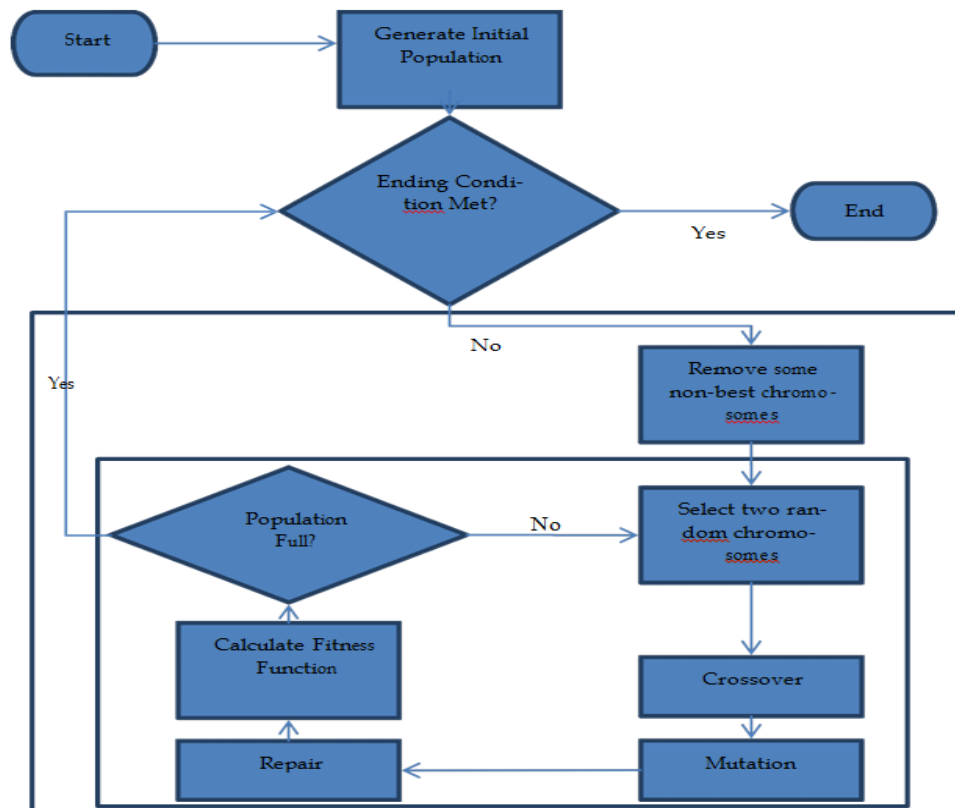 Start
Generate Initial
Population
Ending Condi-
tion Met?
Yes
End
No
Remove some
non-best chromo-
somes
Yes
Population
Full?
No
Select two ran-
dom chromo-
somes
Calculate Fitness
Function
Crossover
Repair
Mutation